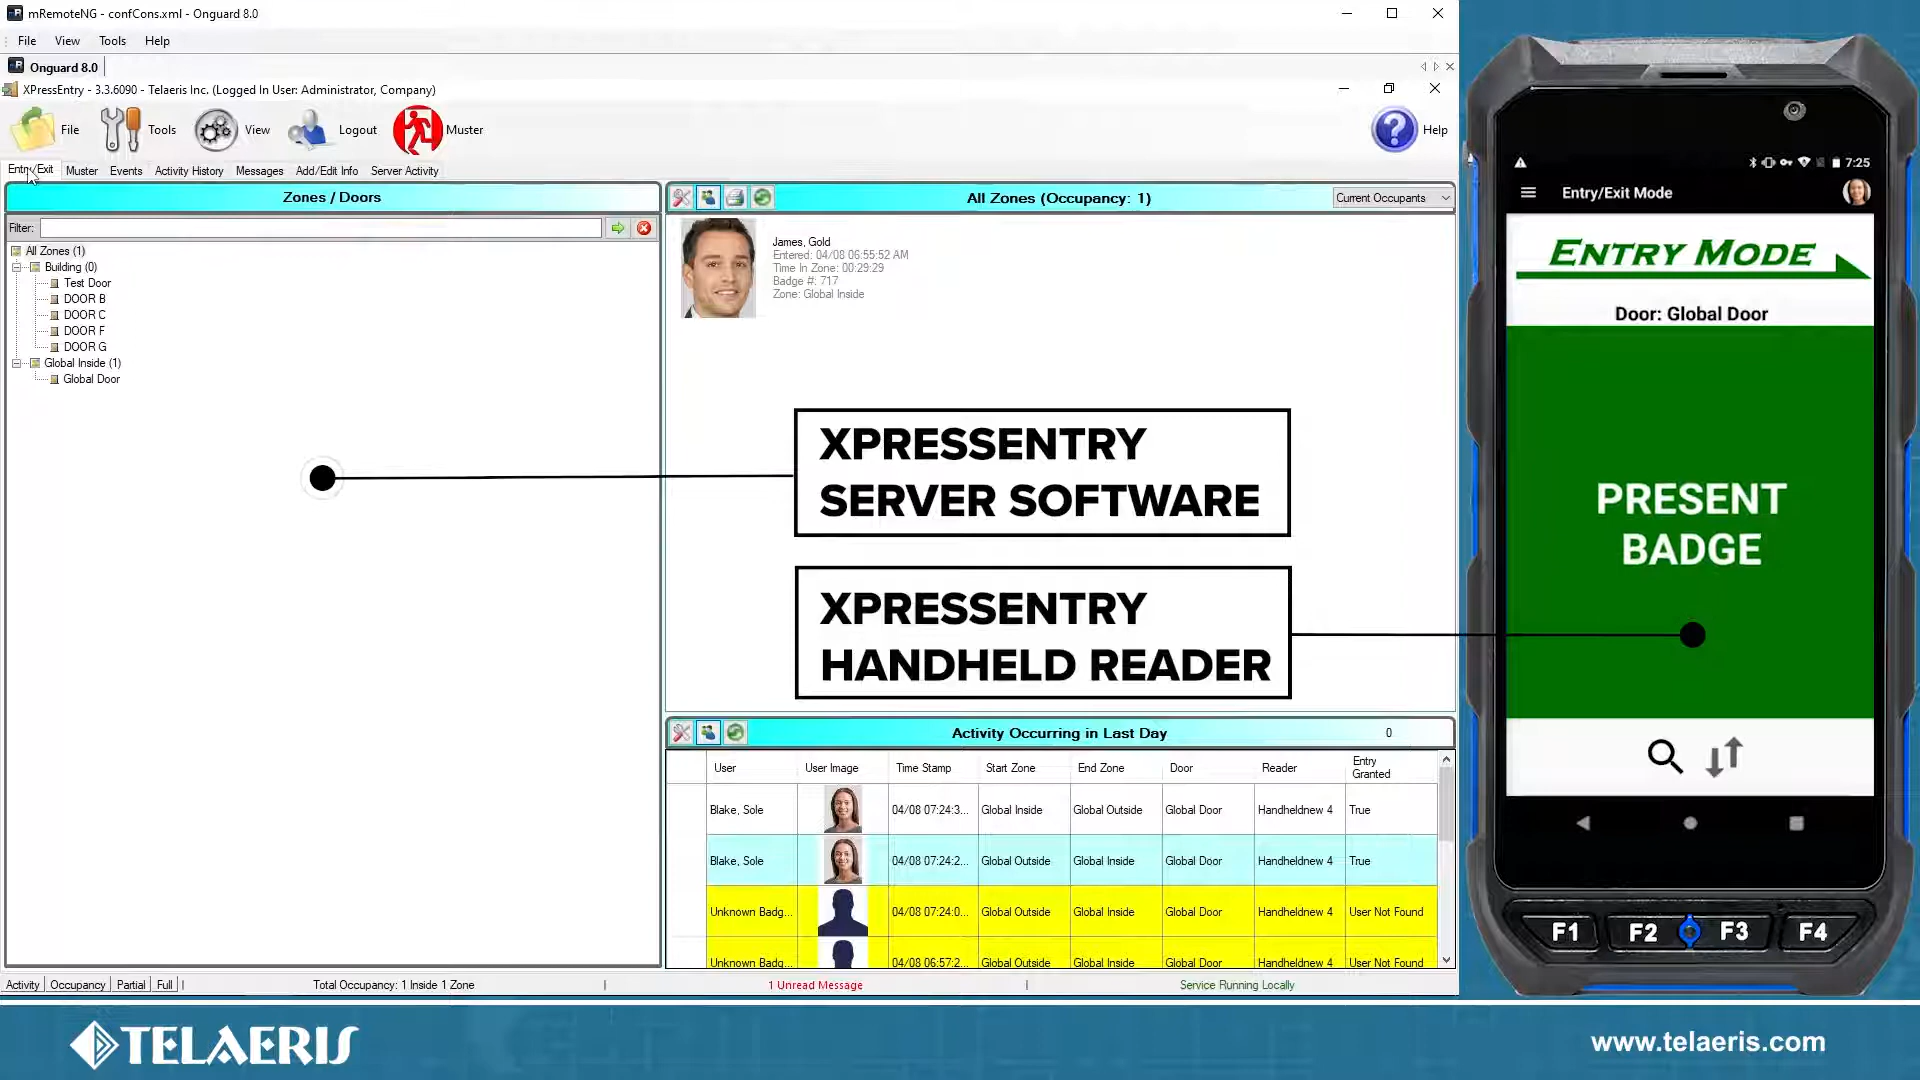 mRemoteNG - confCons.xml - Onguard 8.0
File View Tools Help
Onguard 8.0
XPressEntry - 3.3.6090 - Telaeris Inc. (Logged In User: Administrator, Company)
File Tools View Logout Muster Help
Entry/Exit Muster Events Activity History Messages Add/Edit Info Server Activity
Zones / Doors
Filter:
All Zones (1)
Building (0)
Test Door
DOOR B
DOOR C
DOOR F
DOOR G
Global Inside (1)
Global Door
All Zones (Occupancy: 1)
Current Occupants
James, Gold
Entered: 04/08 06:55:52 AM
Time In Zone: 00:29:29
Badge #: 717
Zone: Global Inside
XPRESSENTRY
SERVER SOFTWARE
XPRESSENTRY
HANDHELD READER
Activity Occurring in Last Day 0
User User Image Time Stamp Start Zone End Zone Door Reader Entry Granted
Blake, Sole 04/08 07:24:3... Global Inside Global Outside Global Door Handheldnew 4 True
Blake, Sole 04/08 07:24:2... Global Outside Global Inside Global Door Handheldnew 4 True
Unknown Badg... 04/08 07:24:0... Global Outside Global Inside Global Door Handheldnew 4 User Not Found
Unknown Badg... 04/08 06:57:2... Global Outside Global Inside Global Door Handheldnew 4 User Not Found
Activity Occupancy Partial Full | Total Occupancy: 1 Inside 1 Zone | 1 Unread Message | Service Running Locally
7:25
Entry/Exit Mode
ENTRY MODE
Door: Global Door
PRESENT
BADGE
F1 F2 F3 F4
TELAERIS
www.telaeris.com